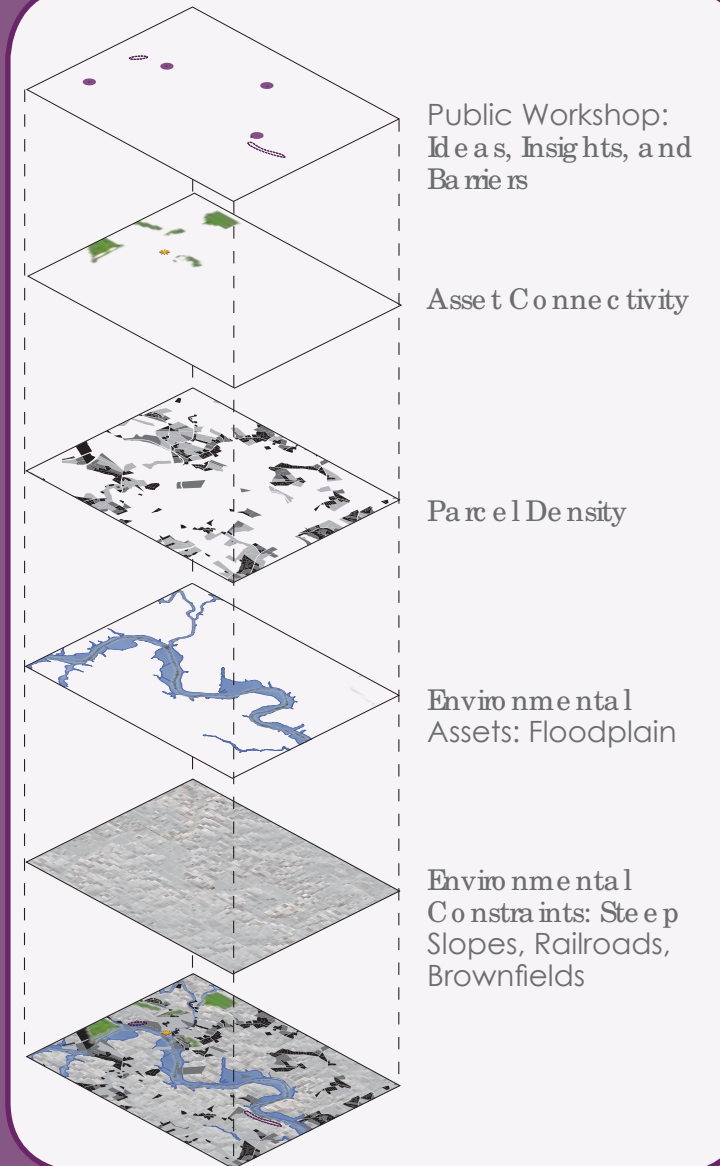 Public Workshop:
Ideas, Insights, and
Barriers
Asset Connectivity
Parcel Density
Environmental
Assets: Floodplain
Environmental
Constraints: Steep
Slopes, Railroads,
Brownfields